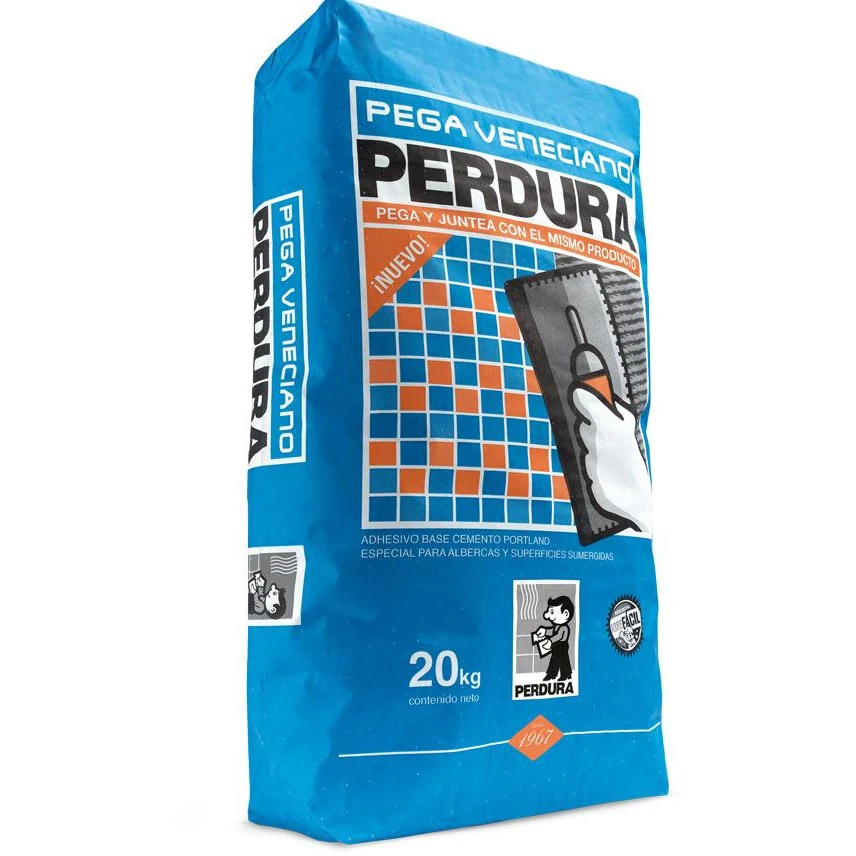 PEGA VENECIANO
PERDURA
PEGA Y JUNTEA CON EL MISMO PRODUCTO
¡NUEVO!
ADHESIVO BASE CEMENTO PORTLAND
ESPECIAL PARA ALBERCAS Y SUPERFICIES SUMERGIDAS
20kg
contenido neto
PERDURA
FÁCIL
1967
PEGA VENECIANO
PERDURA